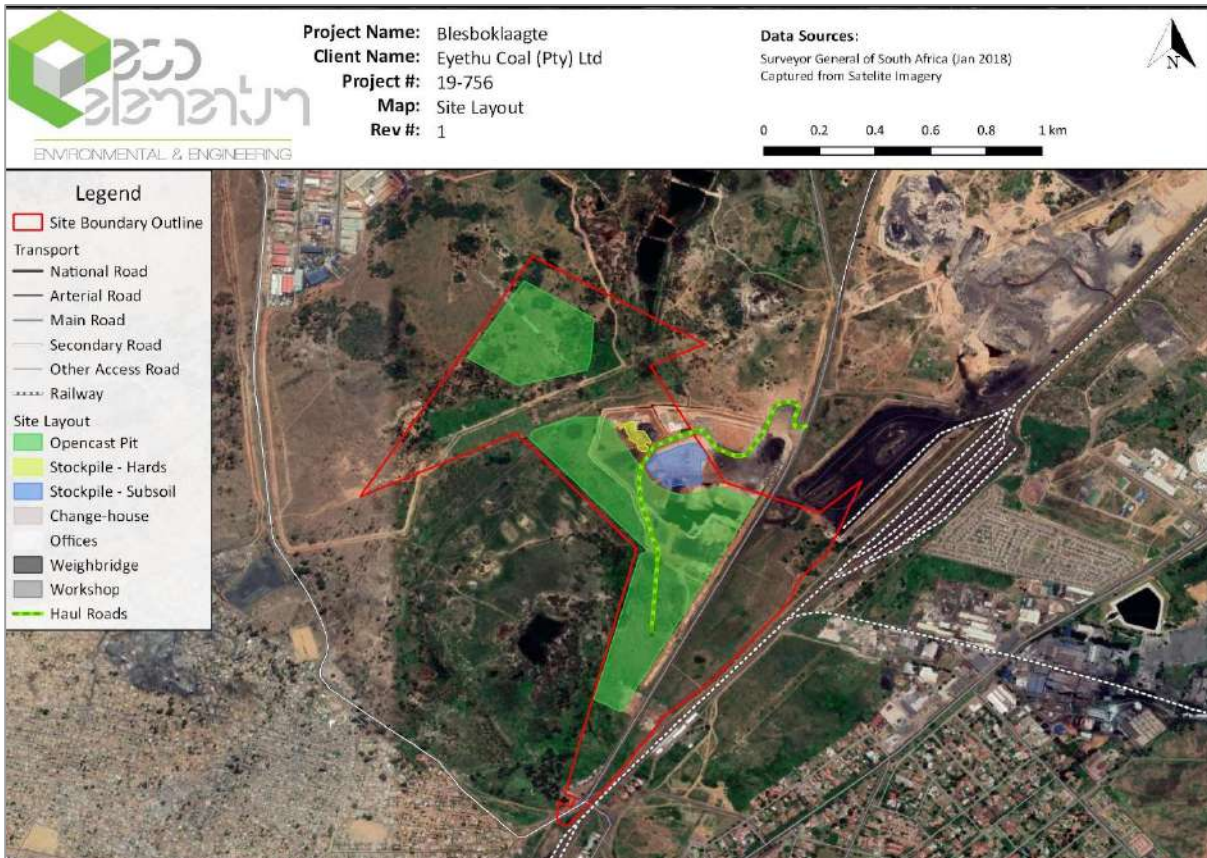 eco
elementum
ENVIRONMENTAL & ENGINEERING
Project Name: Blesboklaagte
Client Name: Eyethu Coal (Pty) Ltd
Project #: 19-756
Map: Site Layout
Rev #: 1
Data Sources:
Surveyor General of South Africa (Jan 2018)
Captured from Satelite Imagery
N
0 0.2 0.4 0.6 0.8 1 km
Legend
Site Boundary Outline
Transport
National Road
Arterial Road
Main Road
Secondary Road
Other Access Road
Railway
Site Layout
Opencast Pit
Stockpile - Hards
Stockpile - Subsoil
Change-house
Offices
Weighbridge
Workshop
Haul Roads